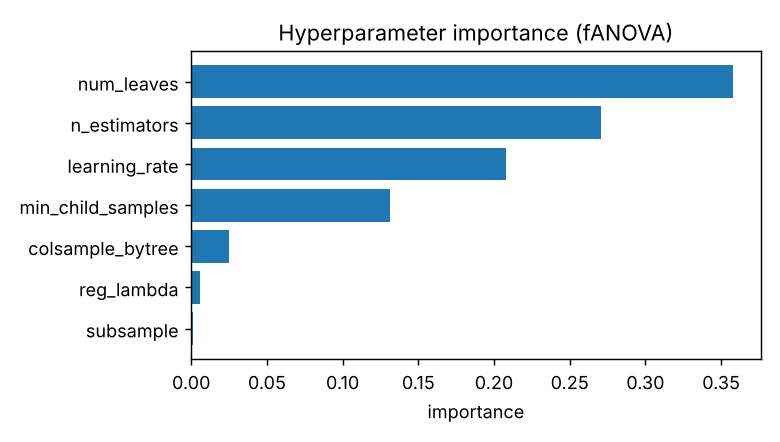 Hyperparameter importance (fANOVA)
num_leaves
n_estimators
learning_rate
min_child_samples
colsample_bytree
reg_lambda
subsample
0.00 0.05 0.10 0.15 0.20 0.25 0.30 0.35
importance